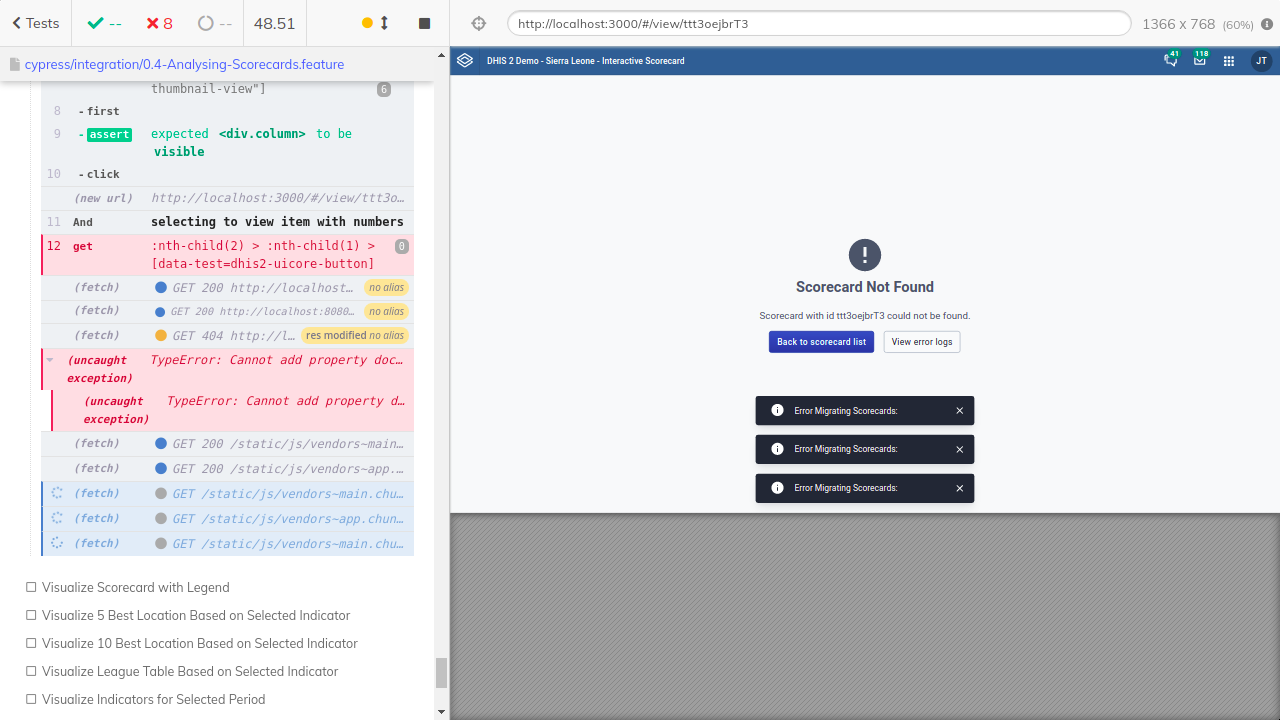 Tests
--
8
--
48.51
http://localhost:3000/#/view/ttt3oejbrT3
1366 x 768 (60%)
cypress/integration/0.4-Analysing-Scorecards.feature
thumbnail-view"] 6
8 -first
9 -assert expected <div.column> to be
visible
10 -click
(new url) http://localhost:3000/#/view/ttt3o…
11 And selecting to view item with numbers
12 get :nth-child(2) > :nth-child(1) > 0
[data-test=dhis2-uicore-button]
(fetch) GET 200 http://localhost… no alias
(fetch) GET 200 http://localhost:8080… no alias
(fetch) GET 404 http://l… res modified no alias
(uncaught TypeError: Cannot add property doc…
exception)
(uncaught TypeError: Cannot add property d…
exception)
(fetch) GET 200 /static/js/vendors~main…
(fetch) GET 200 /static/js/vendors~app.…
(fetch) GET /static/js/vendors~main.chu…
(fetch) GET /static/js/vendors~app.chun…
(fetch) GET /static/js/vendors~main.chu…
Visualize Scorecard with Legend
Visualize 5 Best Location Based on Selected Indicator
Visualize 10 Best Location Based on Selected Indicator
Visualize League Table Based on Selected Indicator
Visualize Indicators for Selected Period
DHIS 2 Demo - Sierra Leone - Interactive Scorecard
41
118
JT
Scorecard Not Found
Scorecard with id ttt3oejbrT3 could not be found.
Back to scorecard list
View error logs
Error Migrating Scorecards:
Error Migrating Scorecards:
Error Migrating Scorecards: